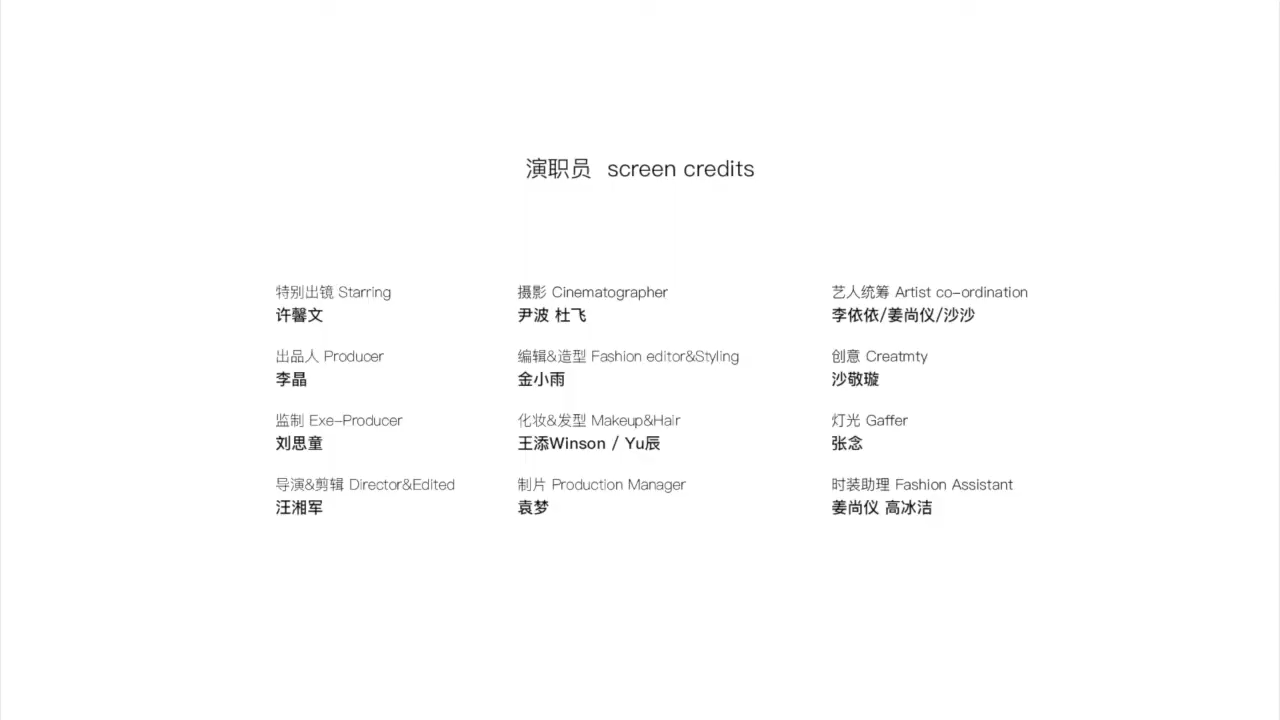 演职员 screen credits
特别出镜 Starring
许馨文
出品人 Producer
李晶
监制 Exe-Producer
刘思童
导演&剪辑 Director&Edited
汪湘军
摄影 Cinematographer
尹波 杜飞
编辑&造型 Fashion editor&Styling
金小雨
化妆&发型 Makeup&Hair
王添Winson / Yu辰
制片 Production Manager
袁梦
艺人统筹 Artist co-ordination
李依依/姜尚仪/沙沙
创意 Creatmty
沙敬璇
灯光 Gaffer
张念
时装助理 Fashion Assistant
姜尚仪 高冰洁